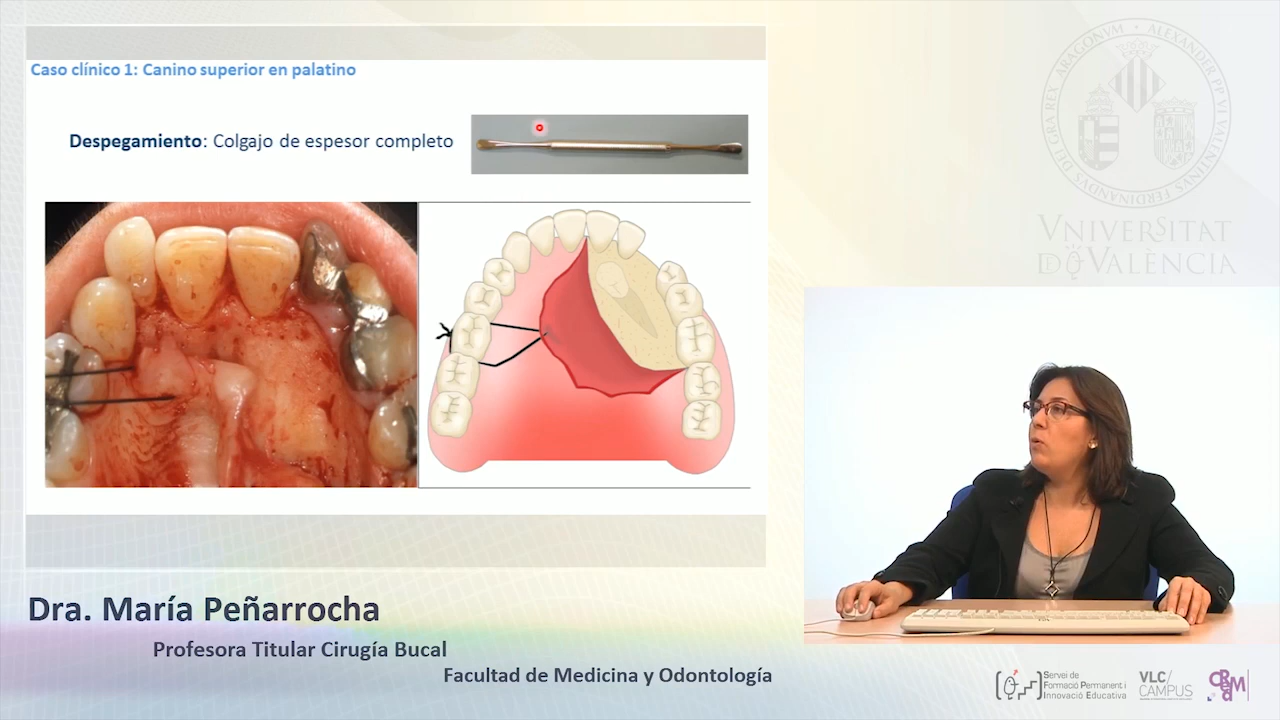 Caso clínico 1: Canino superior en palatino
Despegamiento: Colgajo de espesor completo
VNIVERSITAT
D VALÈNCIA
Dra. María Peñarrocha
Profesora Titular Cirugía Bucal
Facultad de Medicina y Odontología
Servei de
Formació Permanent i
Innovació Educativa
VLC/
CAMPUS